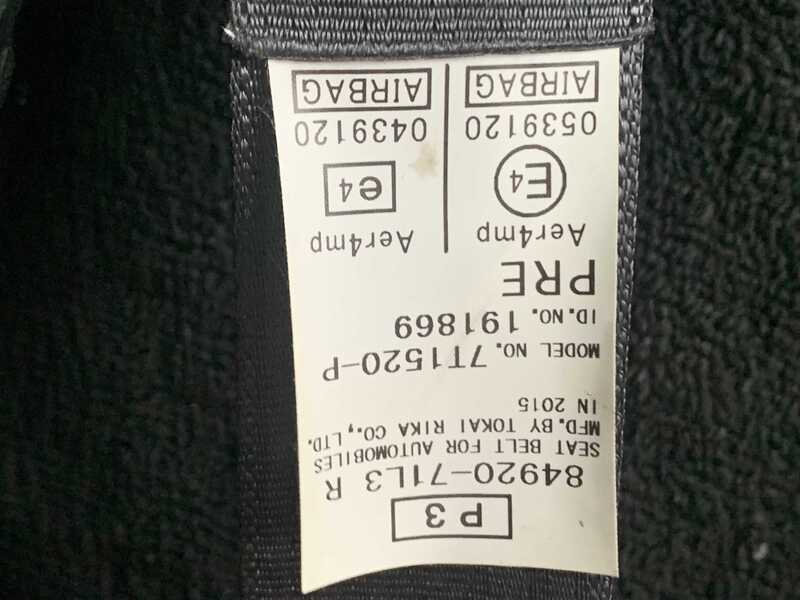 P3
84920-71L3 R
SEAT BELT FOR AUTOMOBILES
MFD.BY TOKAI RIKA CO.,LTD.
IN 2015
MODEL NO. 7T1520-P
ID.NO. 191869
PRE
Aer4mp
E4
0539120
AIRBAG
Aer4mp
e4
0439120
AIRBAG